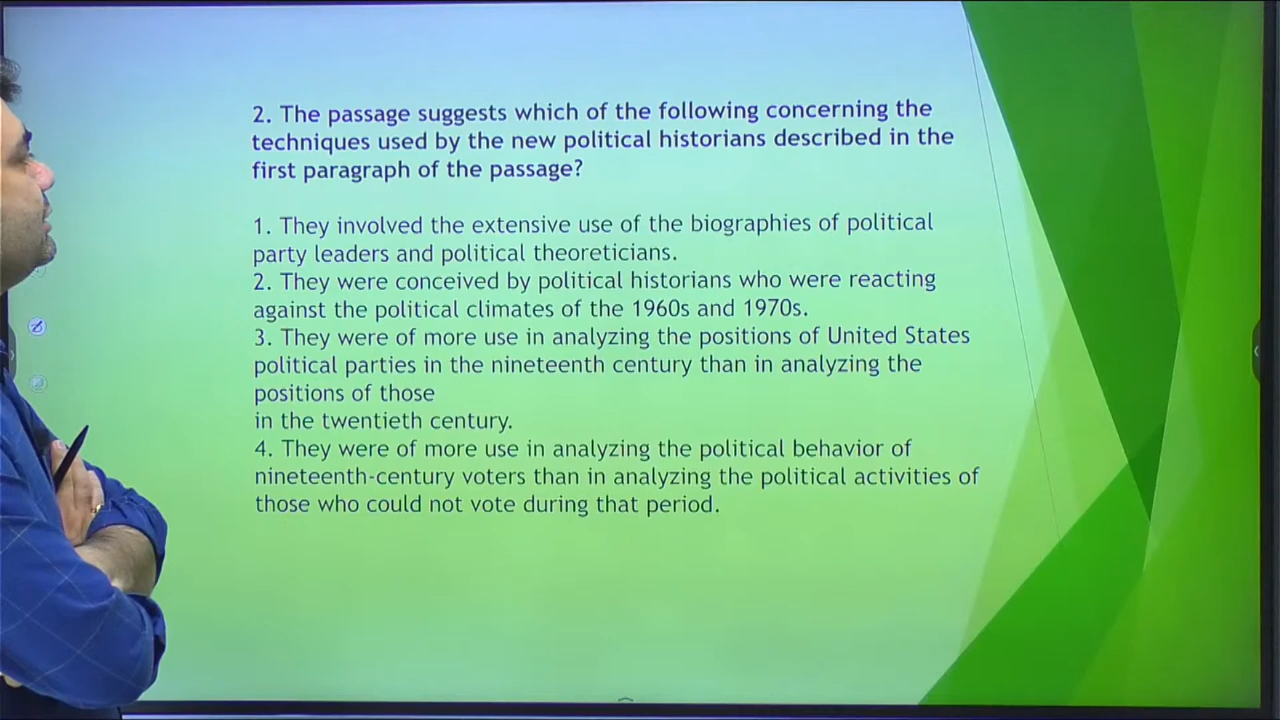 2. The passage suggests which of the following concerning the
techniques used by the new political historians described in the
first paragraph of the passage?
1. They involved the extensive use of the biographies of political
party leaders and political theoreticians.
2. They were conceived by political historians who were reacting
against the political climates of the 1960s and 1970s.
3. They were of more use in analyzing the positions of United States
political parties in the nineteenth century than in analyzing the
positions of those
in the twentieth century.
4. They were of more use in analyzing the political behavior of
nineteenth-century voters than in analyzing the political activities of
those who could not vote during that period.